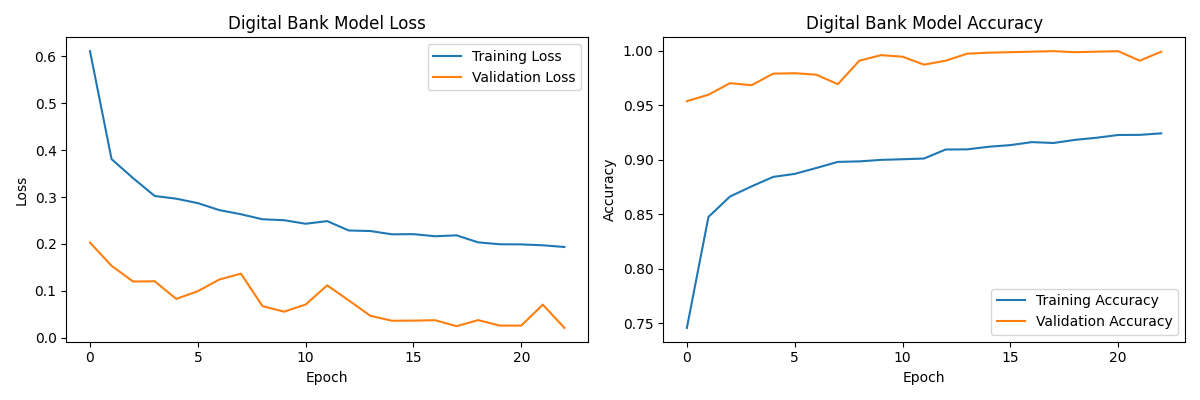 Digital Bank Model Loss
0.6
0.5
0.4
0.3
0.2
0.1
0.0
Loss
0
5
10
15
20
Epoch
Training Loss
Validation Loss
Digital Bank Model Accuracy
1.00
0.95
0.90
0.85
0.80
0.75
Accuracy
0
5
10
15
20
Epoch
Training Accuracy
Validation Accuracy